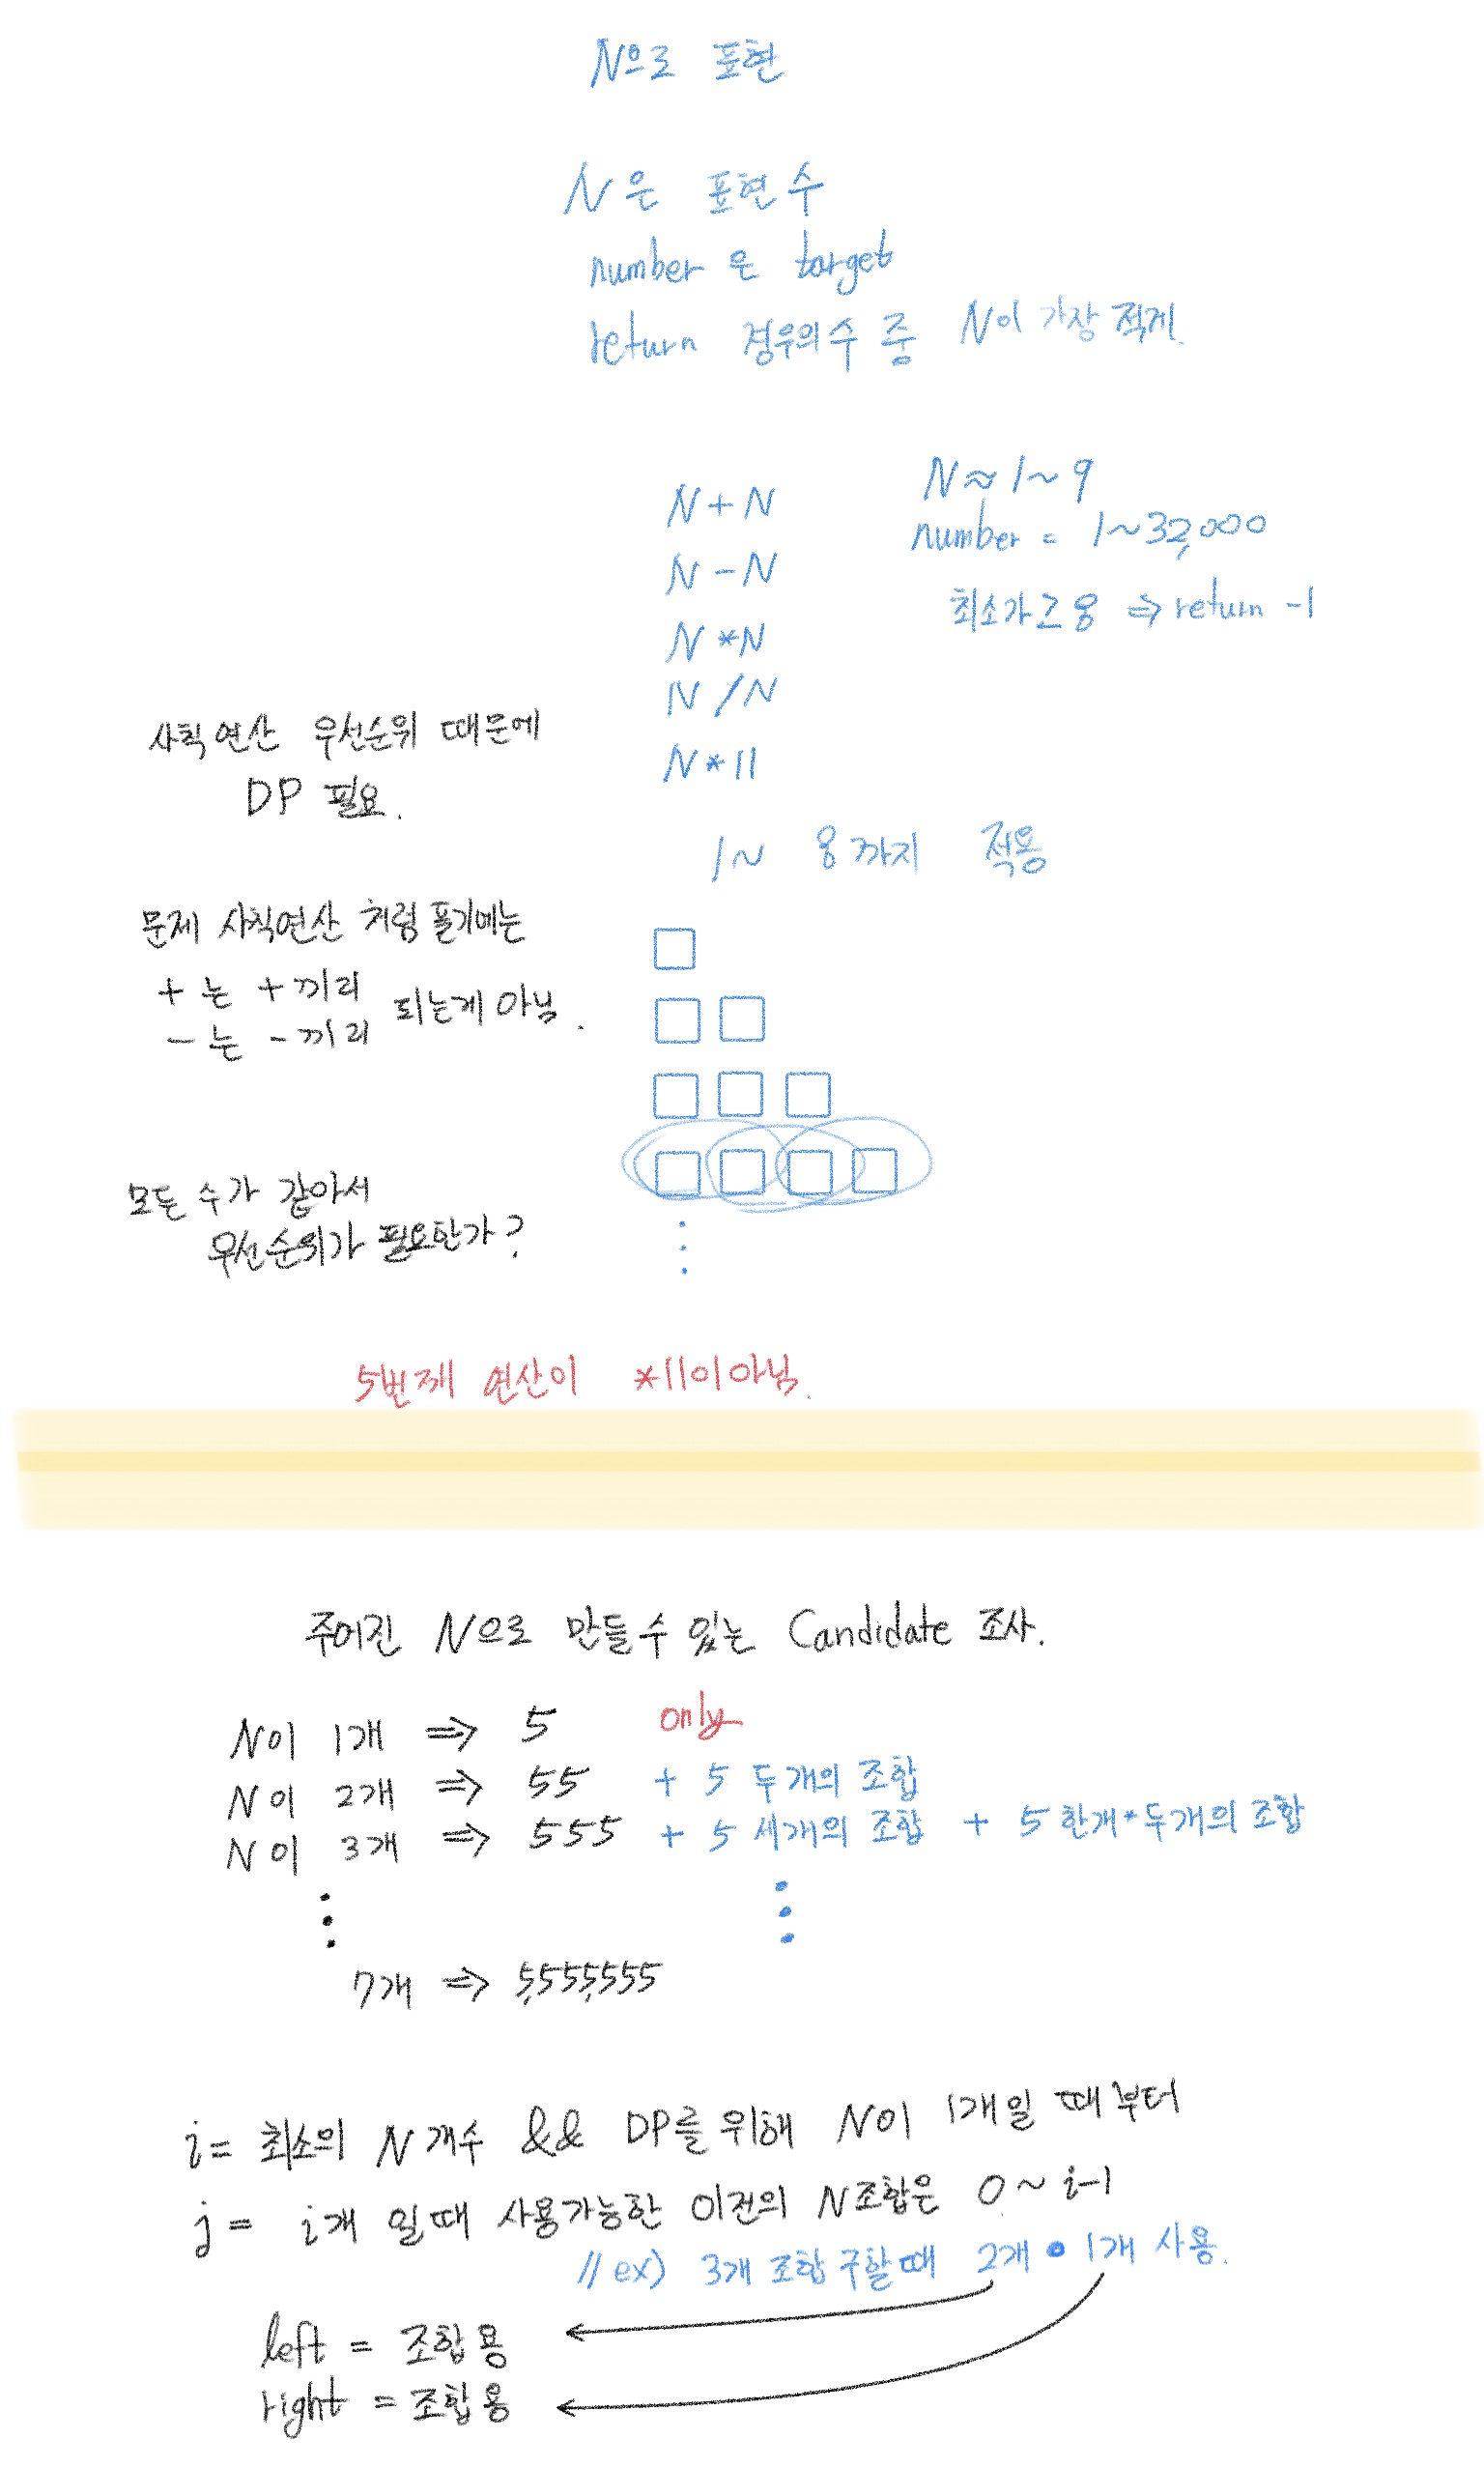 N으로 표현
N은 표현수
number은 target
return 경우의수 중 N이 가장 적게.
N+N
N-N
N*N
N/N
N*11
N≈1~9
number = 1~32,000
최소가 > 8 ⇒ return -1
사칙연산 우선순위 때문에
DP 필요.
1~ 8까지 적용
문제 사칙연산 처럼 풀기에는
+는 +끼리
-는 -끼리 되는게 아님.
모든 수가 같아서
우선순위가 필요한가?
5번째 연산이 *11이 아님.
주어진 N으로 만들수 있는 Candidate 조사.
N이 1개 ⇒ 5 only
N이 2개 ⇒ 55 + 5 두개의 조합
N이 3개 ⇒ 555 + 5 세개의 조합 + 5 한개*두개의 조합
7개 ⇒ 5,555,555
i= 최소의 N개수 && DP를 위해 N이 1개일 때부터
j= i개 일때 사용가능한 이전의 N조합은 0~i-1
// ex) 3개 조합 구할때 2개 • 1개 사용.
left = 조합용
right = 조합용